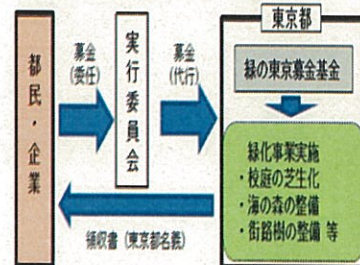 都民・企業
募金
(委任)
実行委員会
募金
(代行)
東京都
緑の東京募金基金
緑化事業実施
・校庭の芝生化
・海の森の整備
・街路樹の整備 等
領収書(東京都名義)